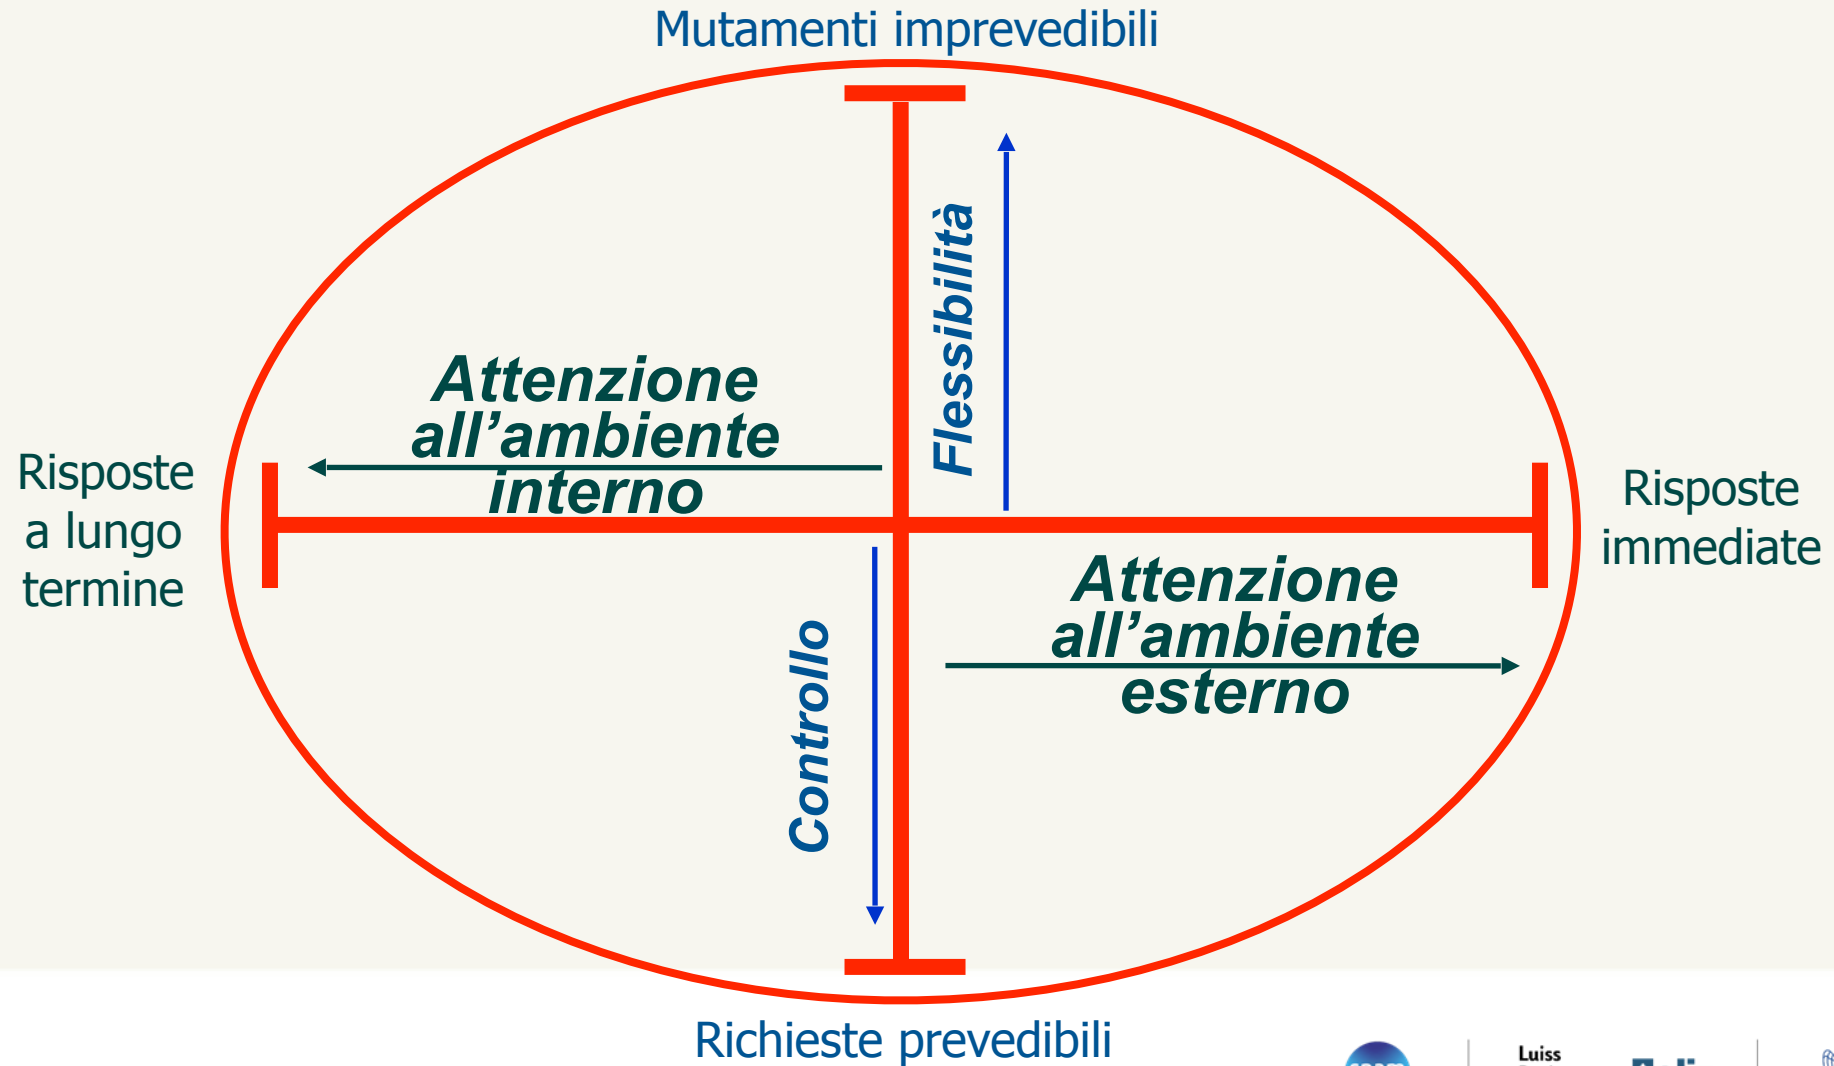 Mutamenti imprevedibili
Flessibilità
Attenzione
all’ambiente
interno
Risposte
a lungo
termine
Risposte
immediate
Attenzione
all’ambiente
esterno
Controllo
Richieste prevedibili
Luiss